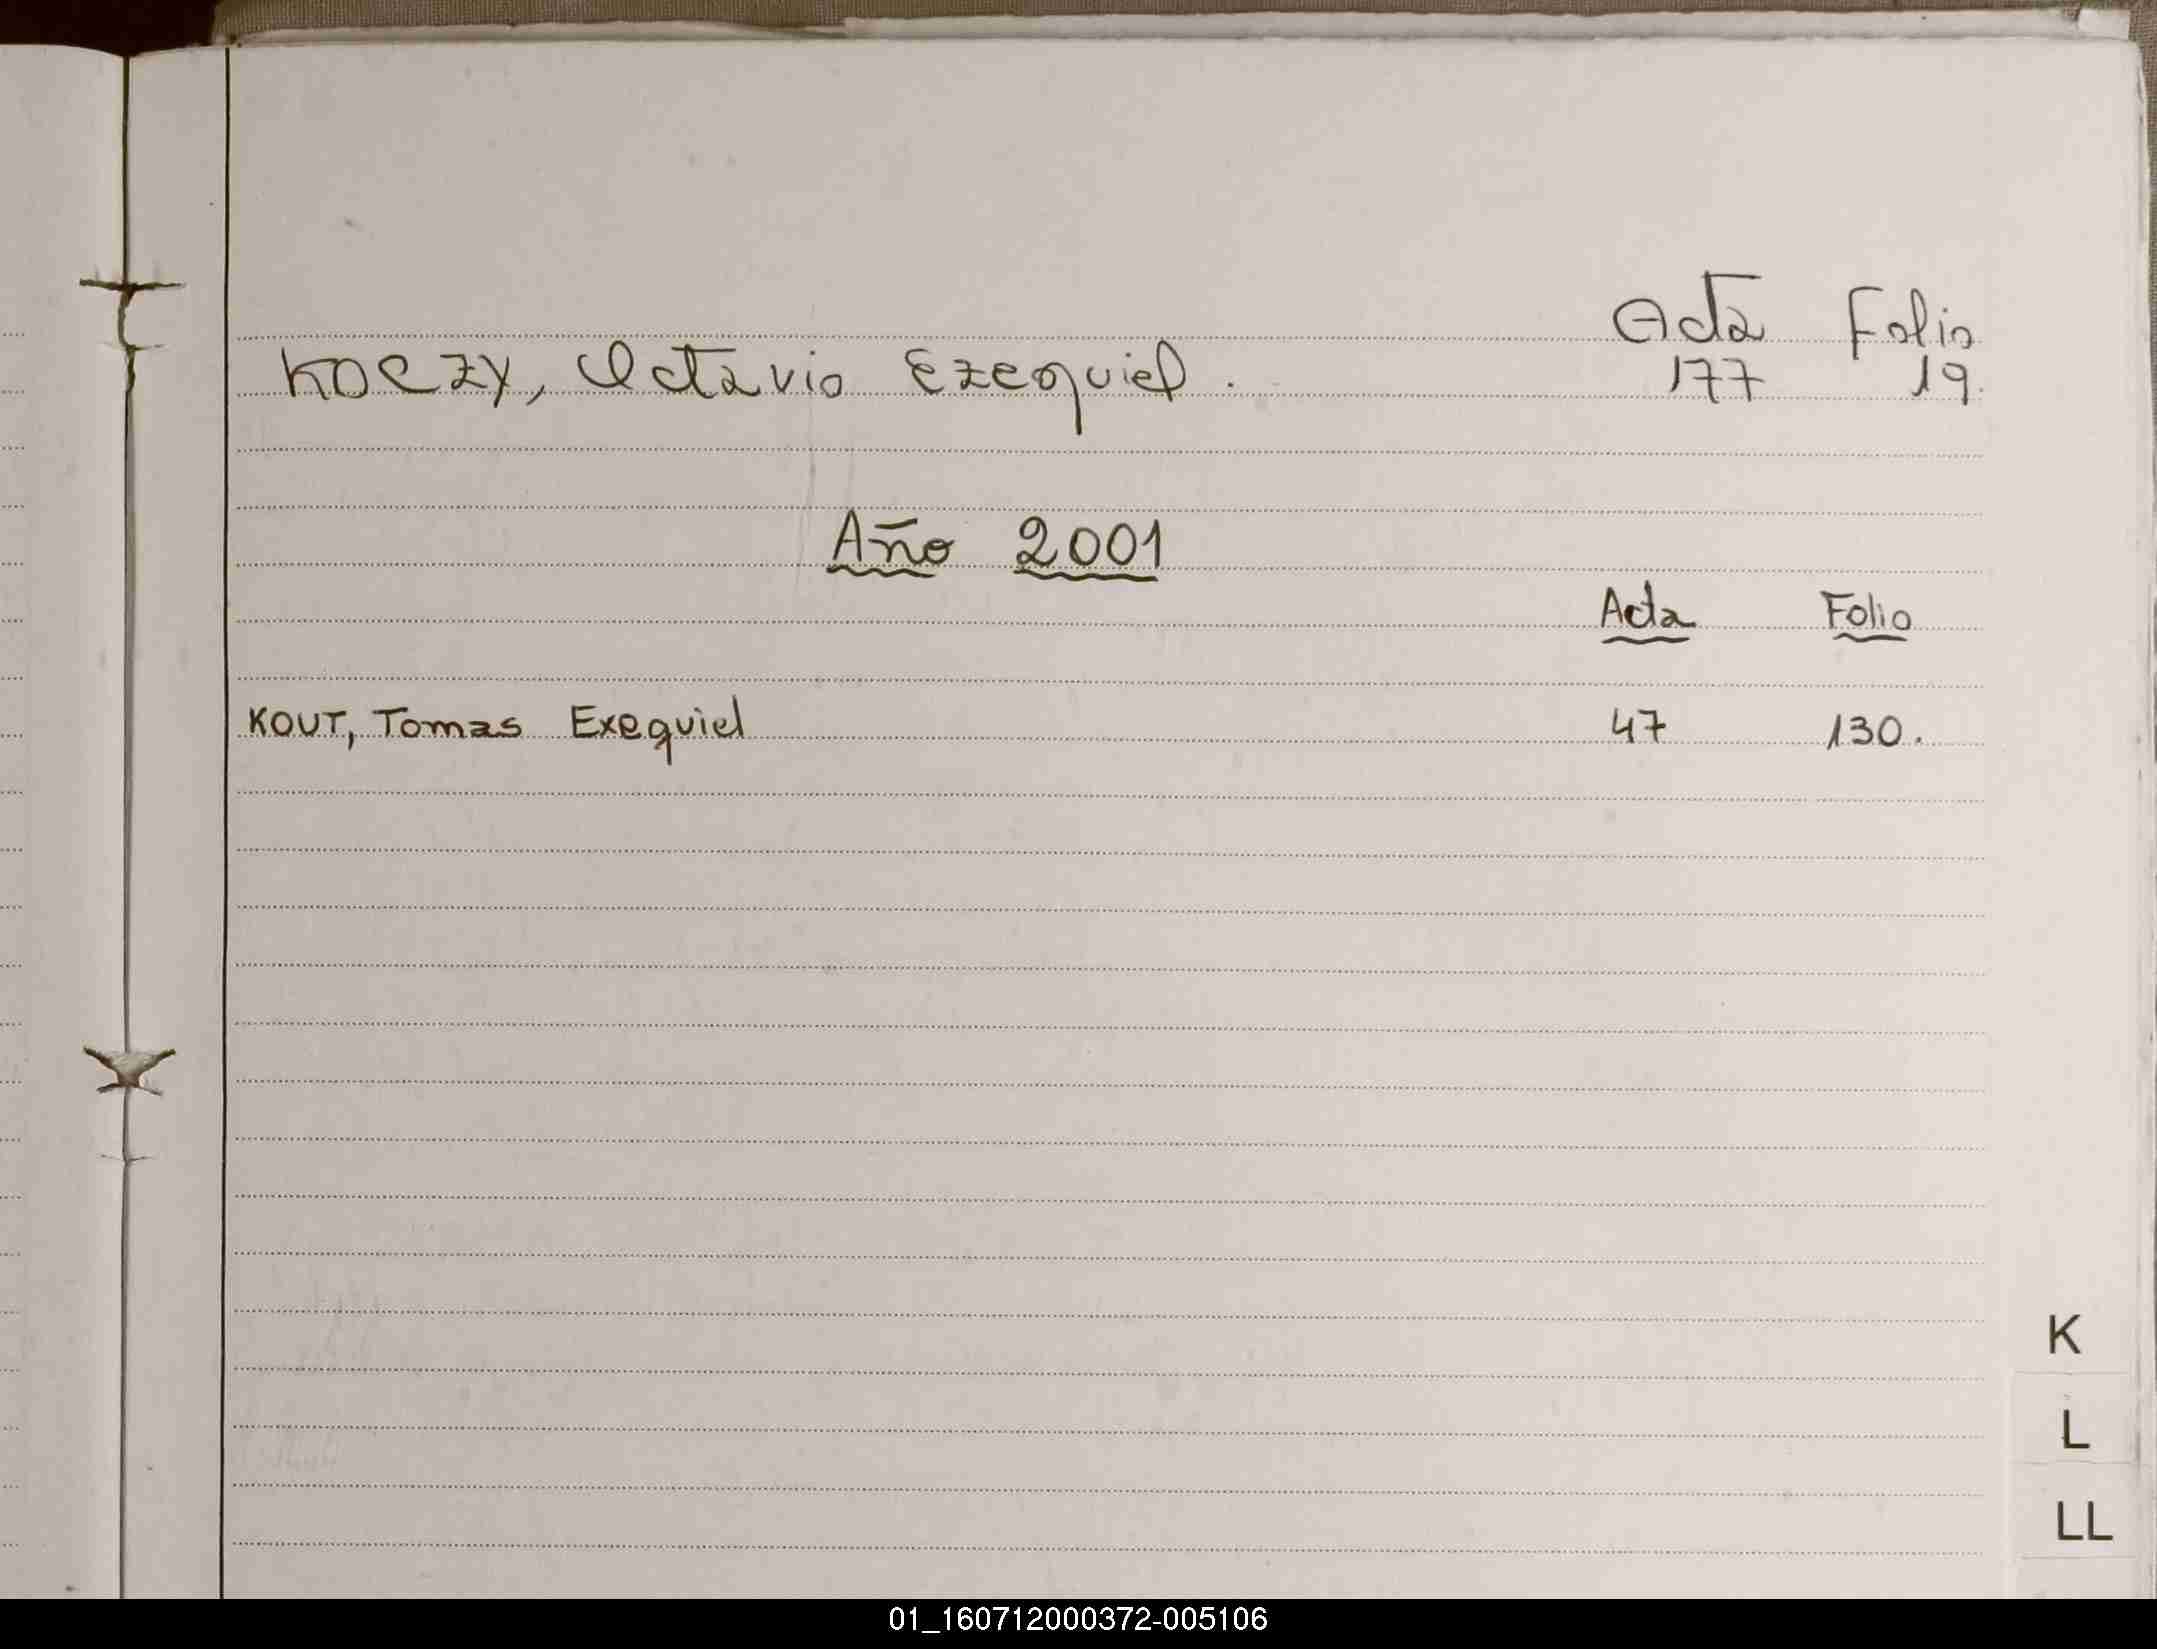 Acta Folio
KOCZY, Octavio Ezequiel. 177 19.
Año 2001
Acta Folio
KOUT, Tomas Exequiel 47 130.
K
L
LL
01_160712000372-005106